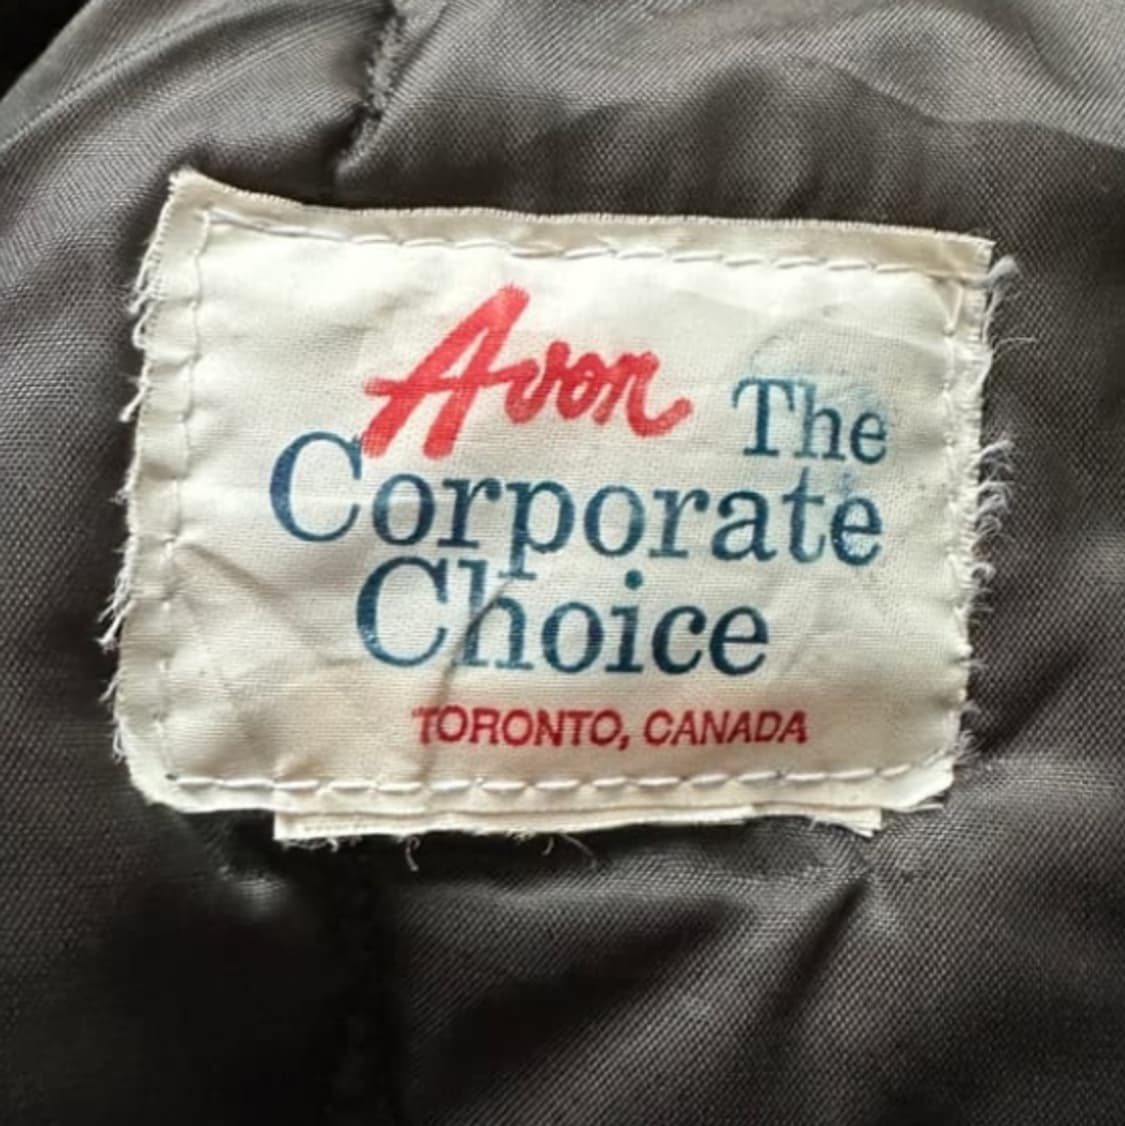 Avon The
Corporate
Choice
TORONTO, CANADA